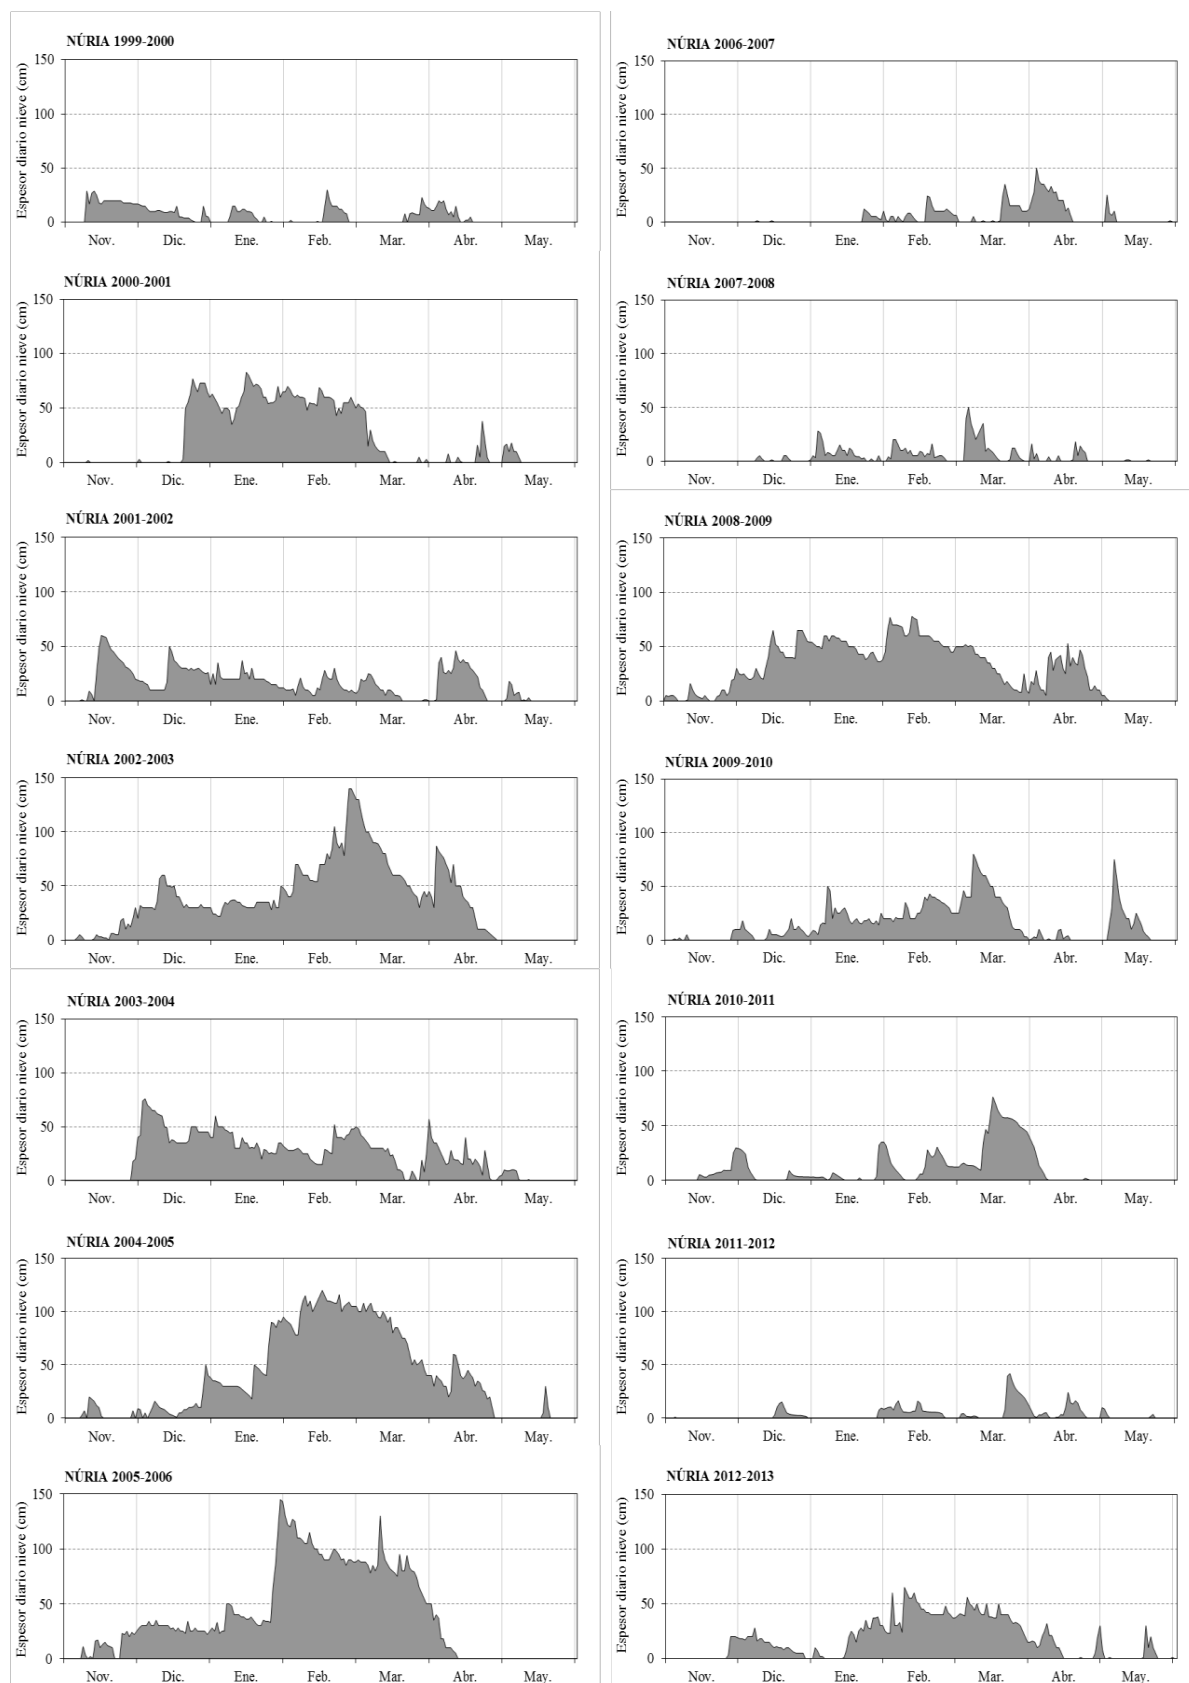 NÚRIA 1999-2000
Espesor diario nieve (cm)
150
100
50
0
Nov. Dic. Ene. Feb. Mar. Abr. May.
NÚRIA 2000-2001
Espesor diario nieve (cm)
150
100
50
0
Nov. Dic. Ene. Feb. Mar. Abr. May.
NÚRIA 2001-2002
Espesor diario nieve (cm)
150
100
50
0
Nov. Dic. Ene. Feb. Mar. Abr. May.
NÚRIA 2002-2003
Espesor diario nieve (cm)
150
100
50
0
Nov. Dic. Ene. Feb. Mar. Abr. May.
NÚRIA 2003-2004
Espesor diario nieve (cm)
150
100
50
0
Nov. Dic. Ene. Feb. Mar. Abr. May.
NÚRIA 2004-2005
Espesor diario nieve (cm)
150
100
50
0
Nov. Dic. Ene. Feb. Mar. Abr. May.
NÚRIA 2005-2006
Espesor diario nieve (cm)
150
100
50
0
Nov. Dic. Ene. Feb. Mar. Abr. May.
NÚRIA 2006-2007
Espesor diario nieve (cm)
150
100
50
0
Nov. Dic. Ene. Feb. Mar. Abr. May.
NÚRIA 2007-2008
Espesor diario nieve (cm)
150
100
50
0
Nov. Dic. Ene. Feb. Mar. Abr. May.
NÚRIA 2008-2009
Espesor diario nieve (cm)
150
100
50
0
Nov. Dic. Ene. Feb. Mar. Abr. May.
NÚRIA 2009-2010
Espesor diario nieve (cm)
150
100
50
0
Nov. Dic. Ene. Feb. Mar. Abr. May.
NÚRIA 2010-2011
Espesor diario nieve (cm)
150
100
50
0
Nov. Dic. Ene. Feb. Mar. Abr. May.
NÚRIA 2011-2012
Espesor diario nieve (cm)
150
100
50
0
Nov. Dic. Ene. Feb. Mar. Abr. May.
NÚRIA 2012-2013
Espesor diario nieve (cm)
150
100
50
0
Nov. Dic. Ene. Feb. Mar. Abr. May.